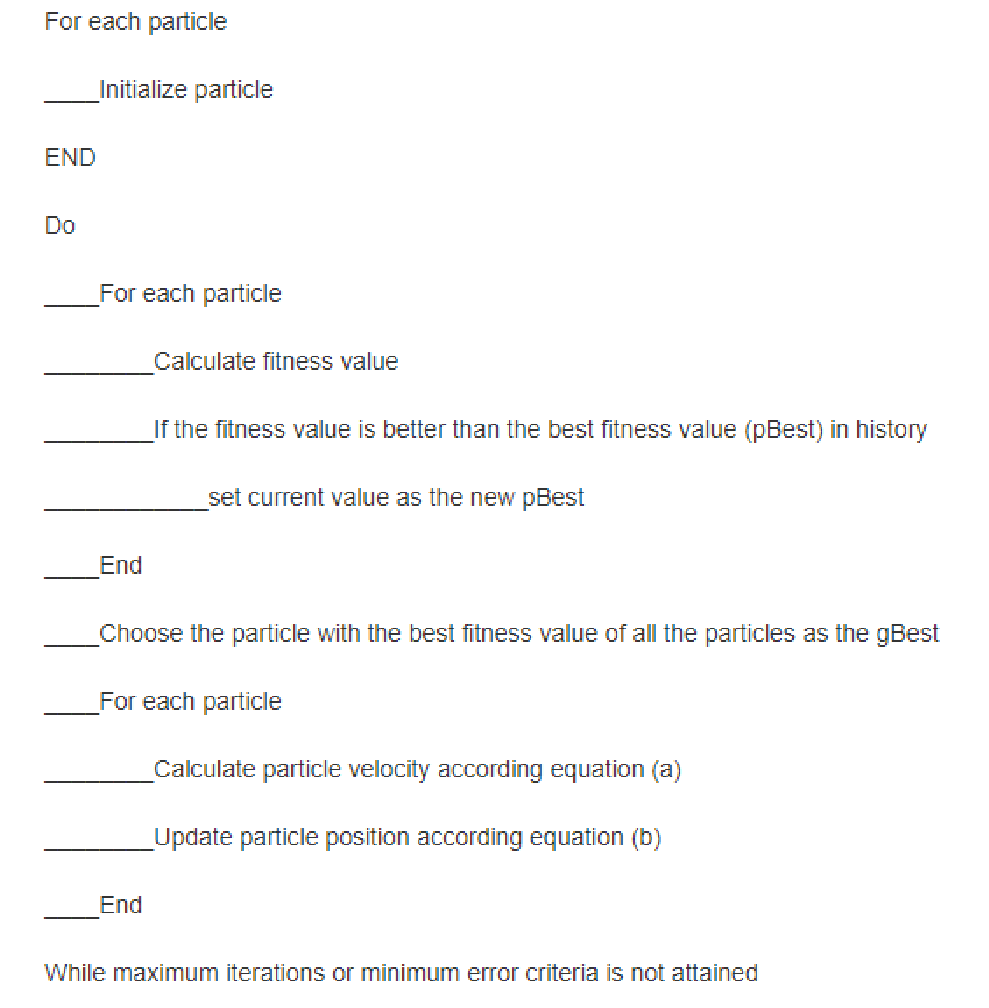 For each particle
____Initialize particle
END
Do
____For each particle
________Calculate fitness value
________If the fitness value is better than the best fitness value (pBest) in history
____________set current value as the new pBest
____End
____Choose the particle with the best fitness value of all the particles as the gBest
____For each particle
________Calculate particle velocity according equation (a)
________Update particle position according equation (b)
____End
While maximum iterations or minimum error criteria is not attained